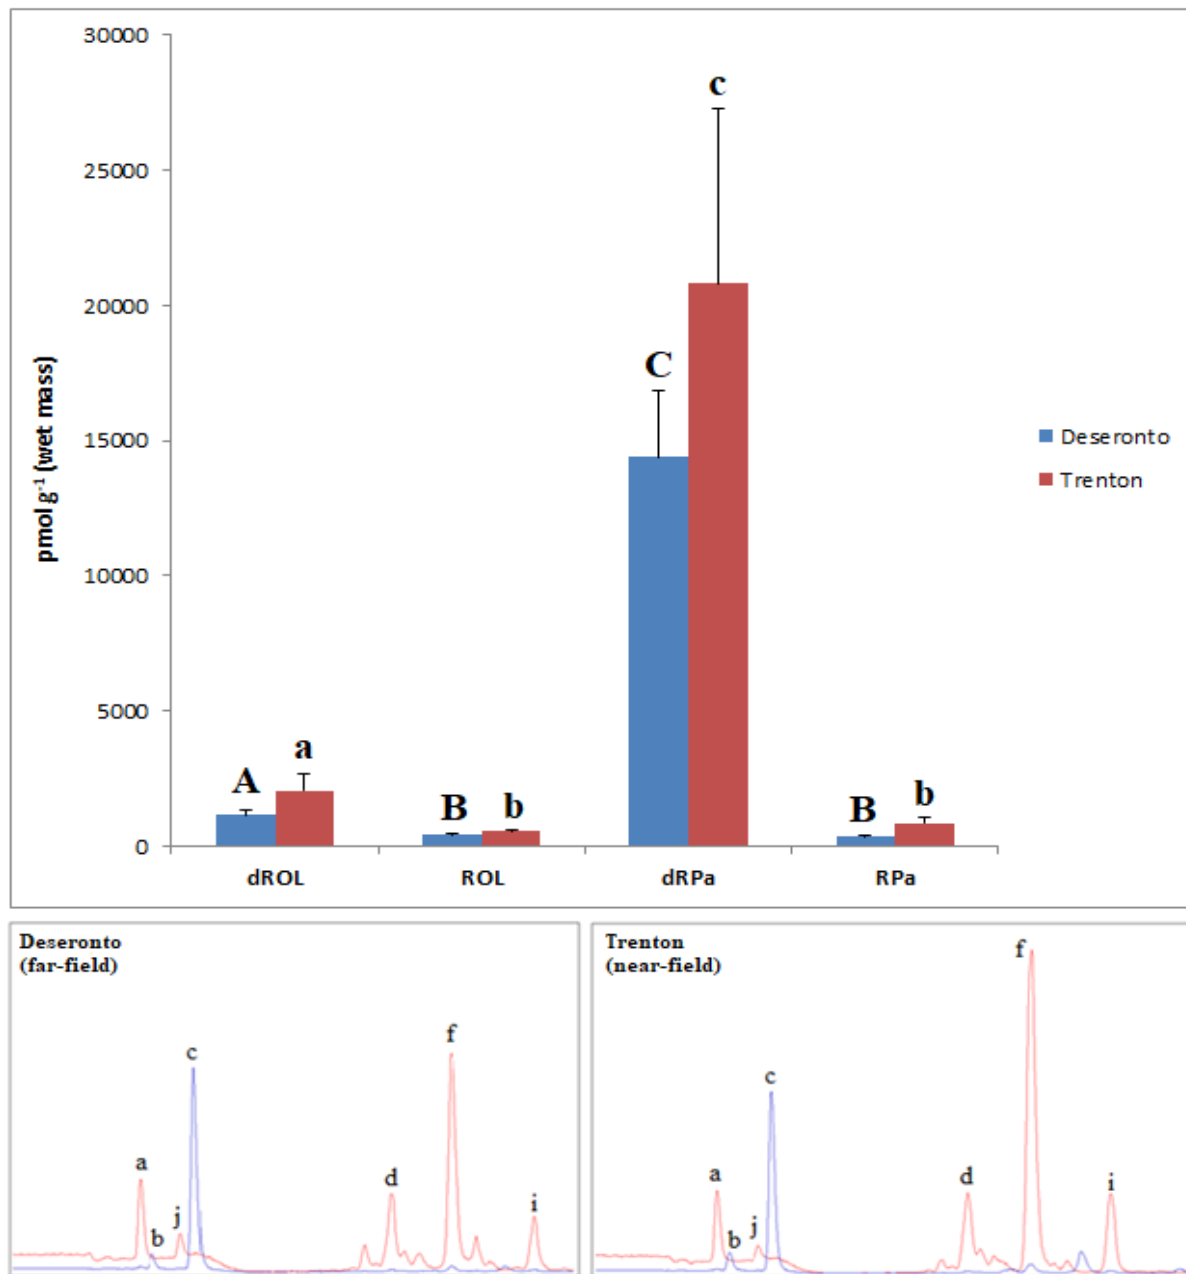 30000
25000
20000
15000
10000
5000
0
pmol g⁻¹ (wet mass)
A
a
B
b
C
c
B
b
dROL
ROL
dRPa
RPa
Deseronto
Trenton
Deseronto
(far-field)
a
b
j
c
d
f
i
Trenton
(near-field)
a
b
j
c
d
f
i